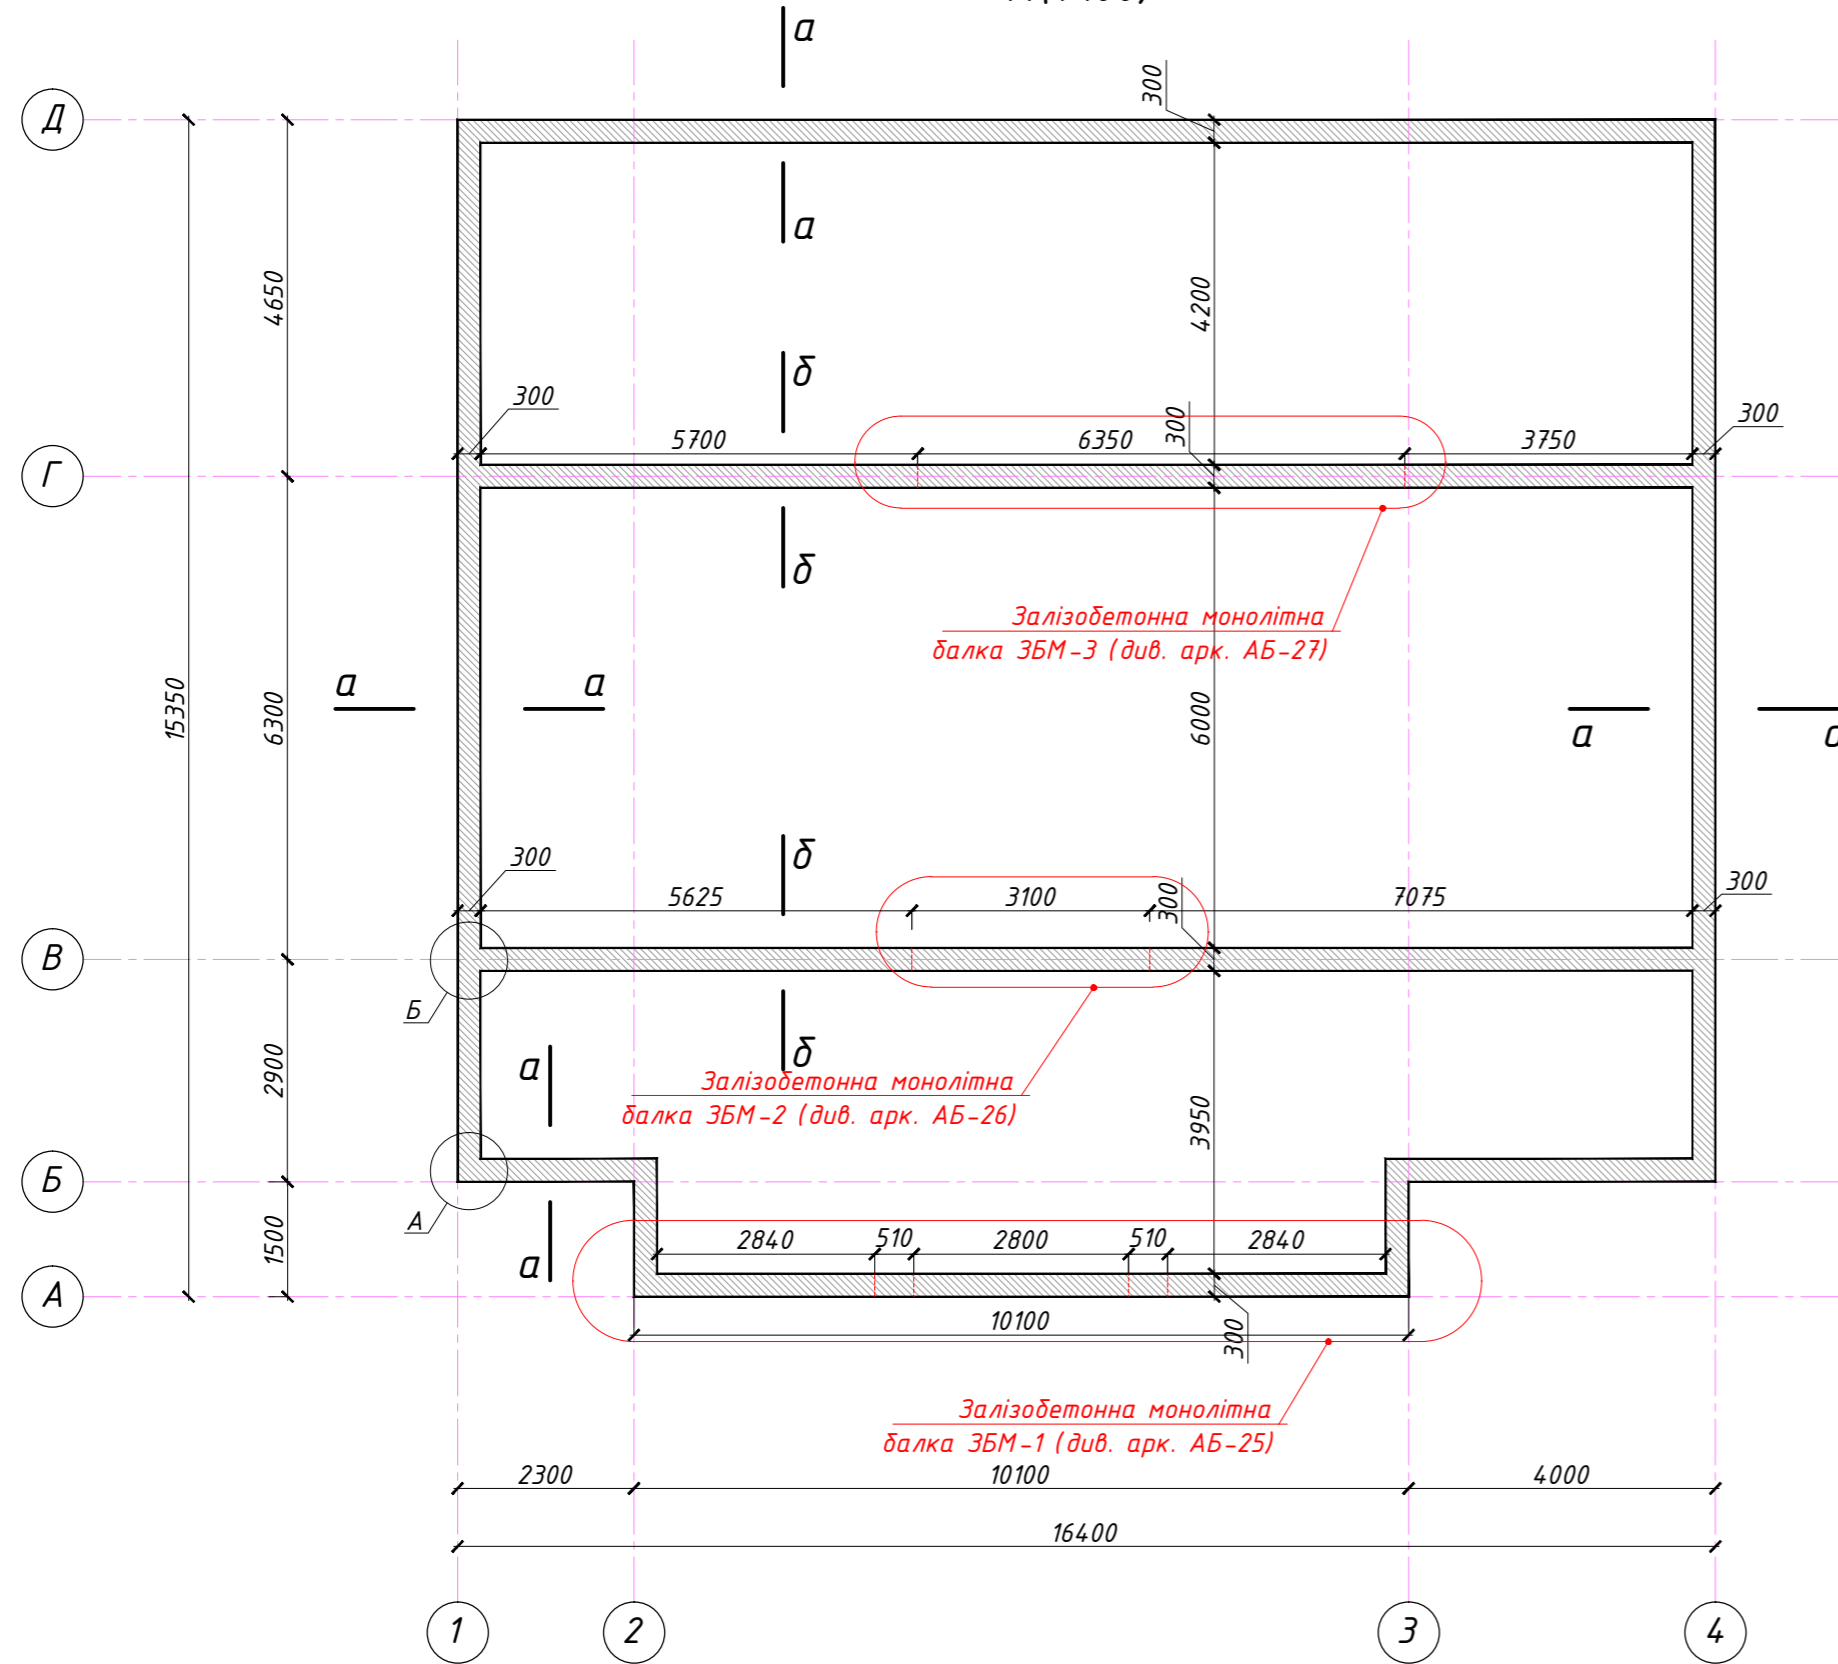 а
300
Д
а
4650
4200
б
300
300
300
5700
6350
3750
Г
б
Залізобетонна монолітна
балка ЗБМ-3 (див. арк. АБ-27)
15350
6300
а
а
6000
а
б
300
300
300
5625
3100
7075
В
Б
2900
а
б
Залізобетонна монолітна
балка ЗБМ-2 (див. арк. АБ-26)
3950
Б
А
1500
а
2840
510
2800
510
2840
А
10100
300
Залізобетонна монолітна
балка ЗБМ-1 (див. арк. АБ-25)
2300
10100
4000
16400
1
2
3
4